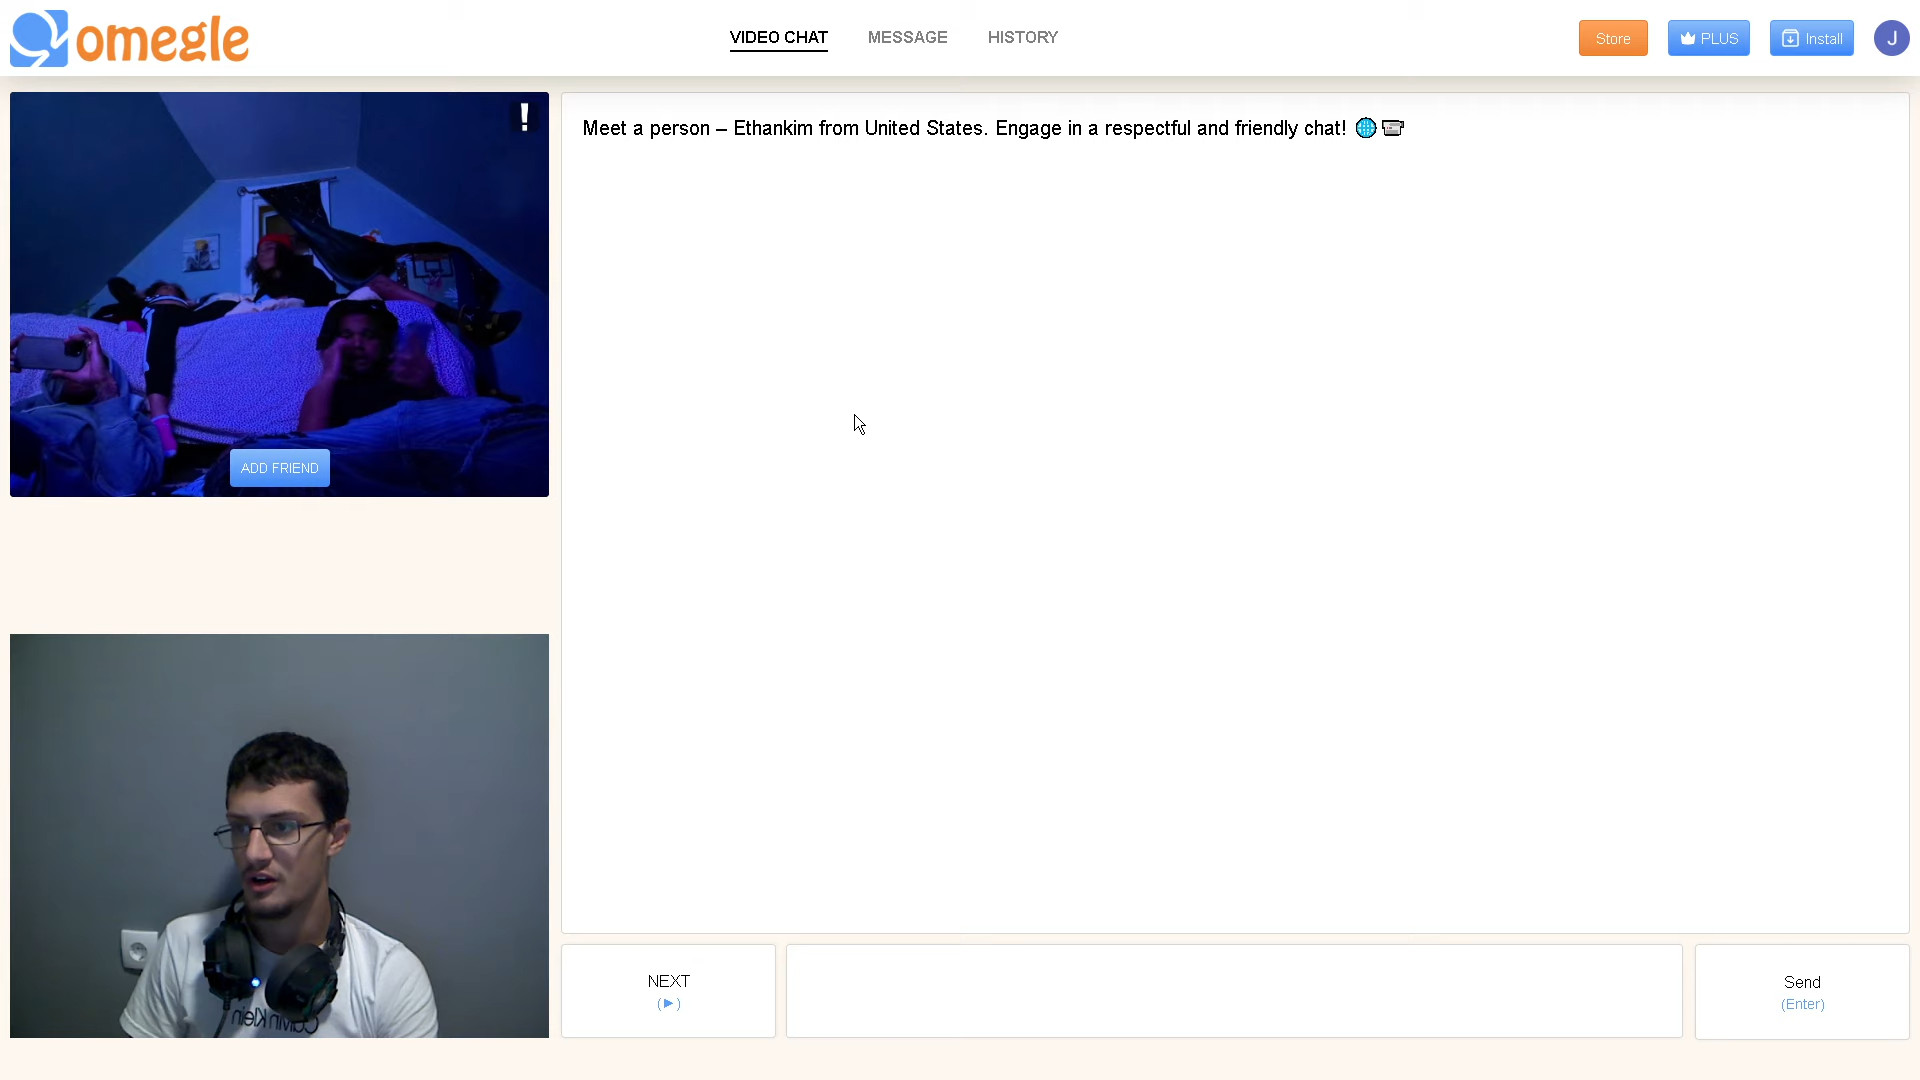 omegle
VIDEO CHAT
MESSAGE
HISTORY
Store
PLUS
Install
J
Meet a person – Ethankim from United States. Engage in a respectful and friendly chat!
ADD FRIEND
Calvin Klein
NEXT
(►)
Send
(Enter)